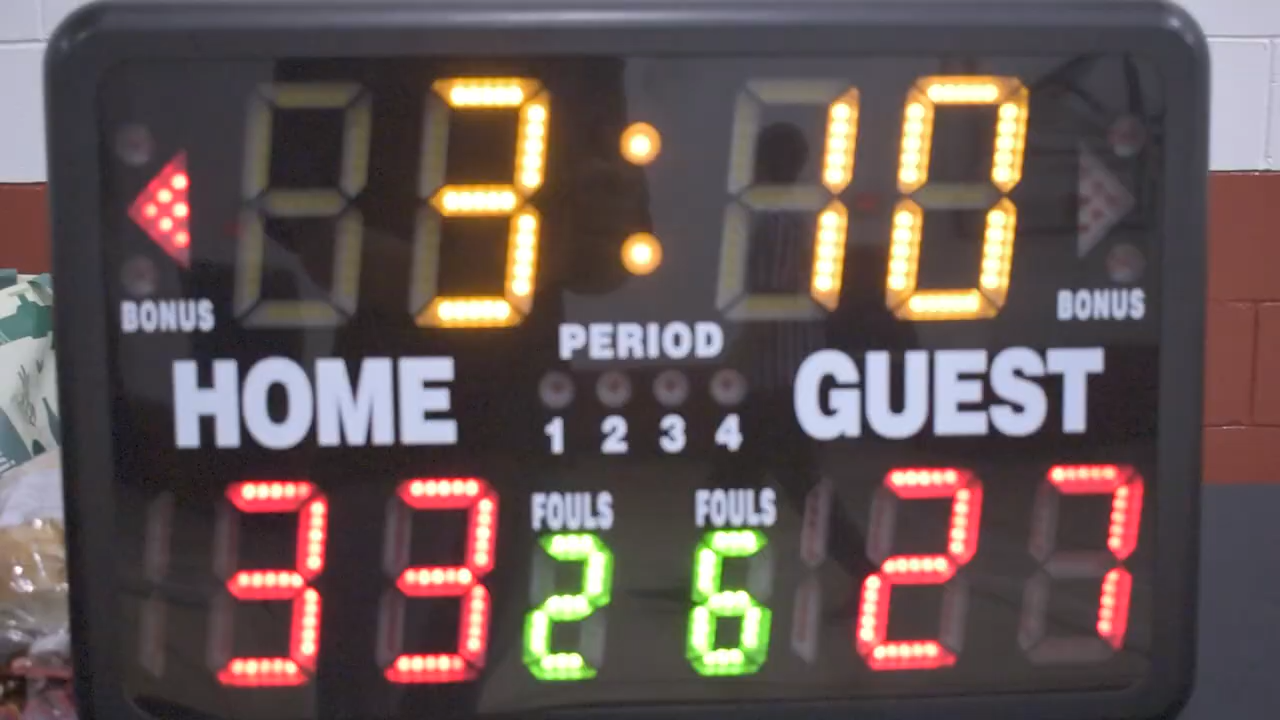 3:10
BONUS BONUS
PERIOD
HOME GUEST
1 2 3 4
FOULS FOULS
33 2 6 27